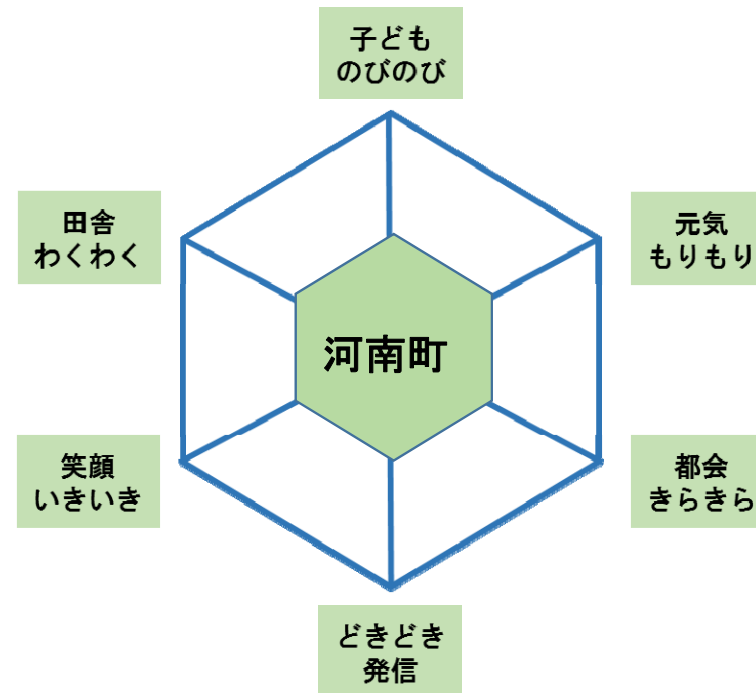 子ども
のびのび
田舎
わくわく
元気
もりもり
河南町
笑顔
いきいき
都会
きらきら
どきどき
発信